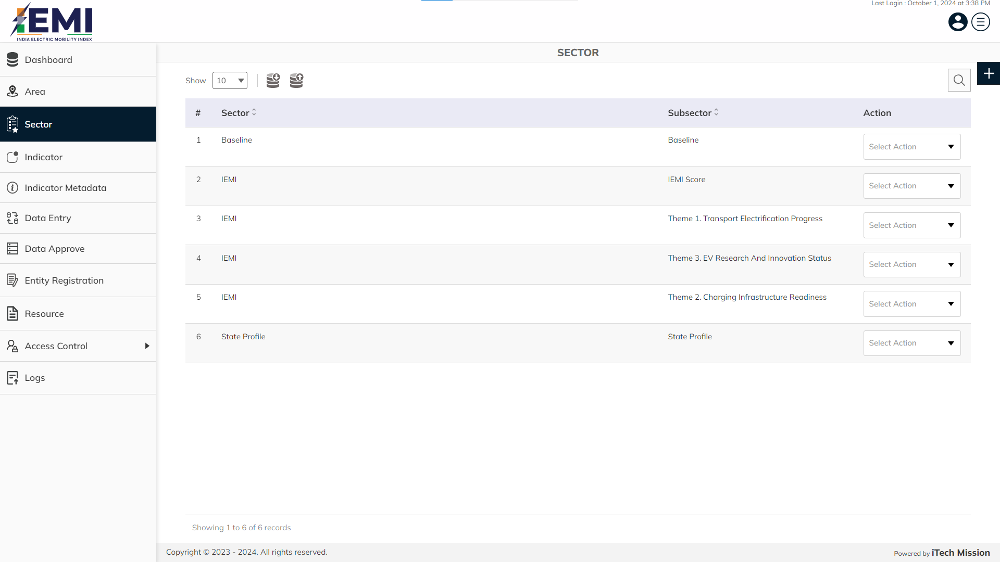 Last Login : October 1, 2024 at 3:38 PM
iEMI
INDIA ELECTRIC MOBILITY INDEX
Dashboard
Area
Sector
Indicator
Indicator Metadata
Data Entry
Data Approve
Entity Registration
Resource
Access Control
Logs
SECTOR
Show 10
# Sector Subsector Action
1 Baseline Baseline Select Action
2 IEMI IEMI Score Select Action
3 IEMI Theme 1. Transport Electrification Progress Select Action
4 IEMI Theme 3. EV Research And Innovation Status Select Action
5 IEMI Theme 2. Charging Infrastructure Readiness Select Action
6 State Profile State Profile Select Action
Showing 1 to 6 of 6 records
Copyright © 2023 - 2024. All rights reserved.
Powered by iTech Mission